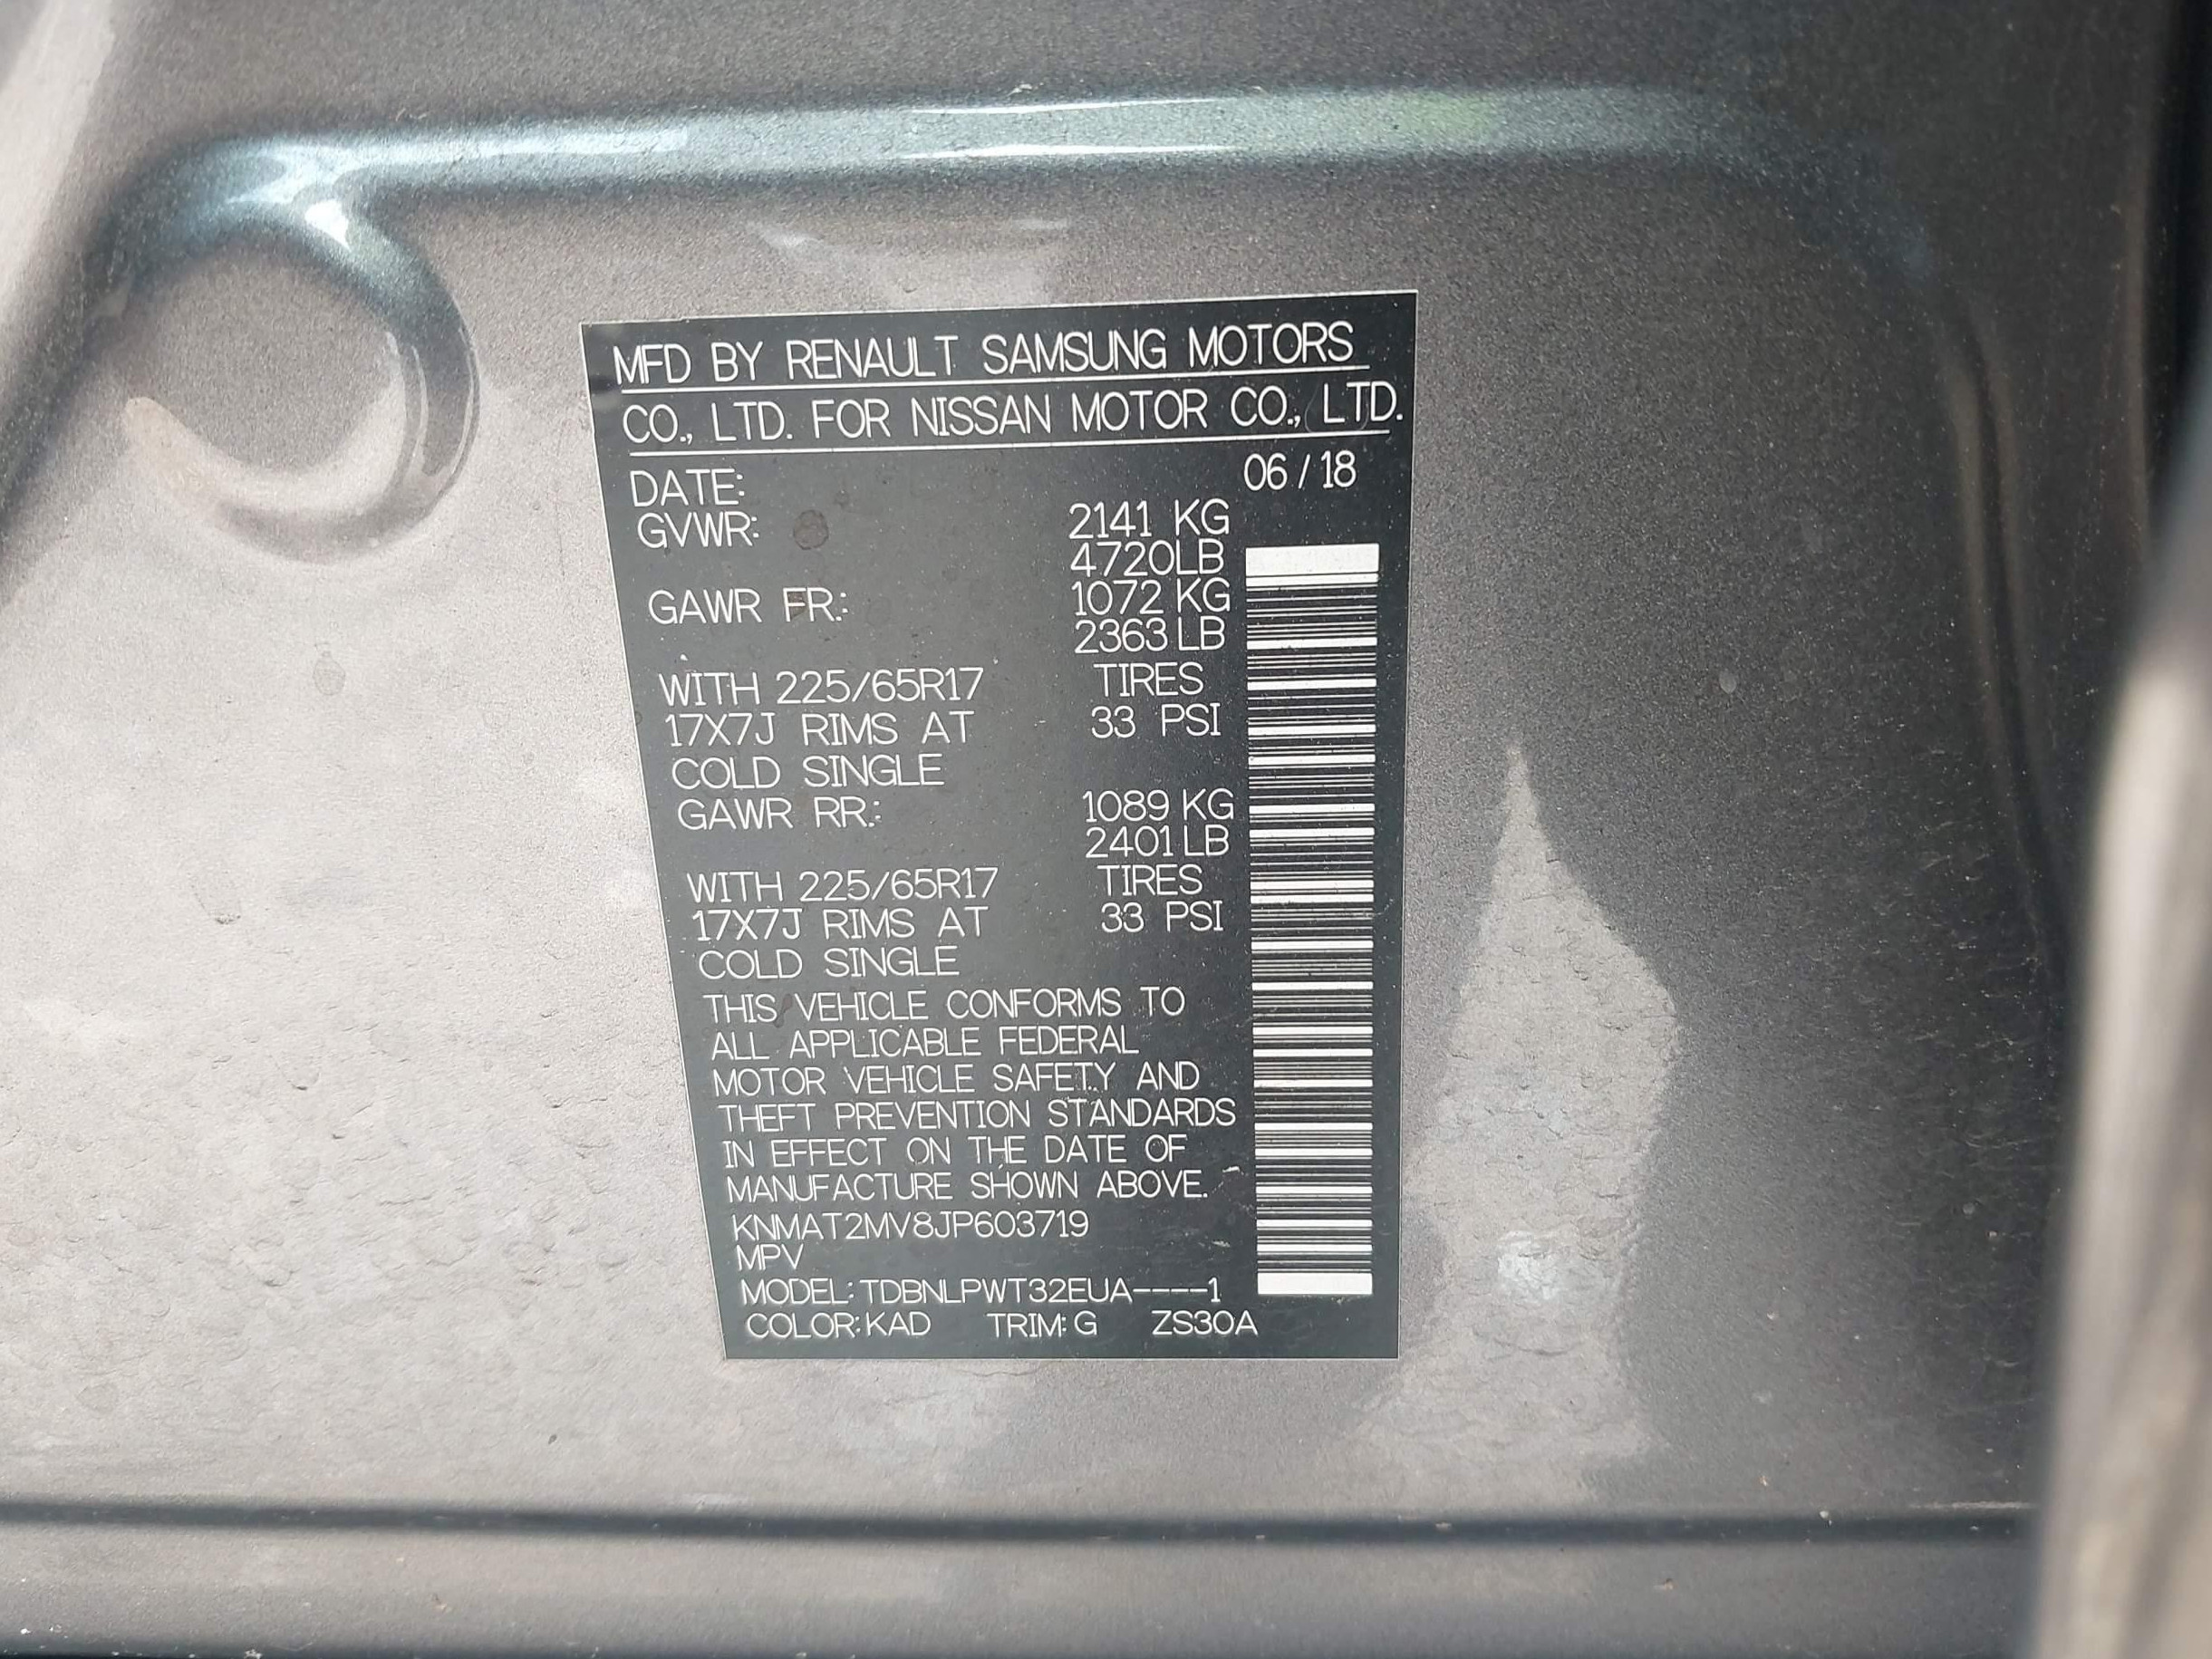 MFD BY RENAULT SAMSUNG MOTORS
CO., LTD. FOR NISSAN MOTOR CO., LTD.
DATE: 06 / 18
GVWR: 2141 KG
4720LB
GAWR FR.: 1072 KG
2363 LB
WITH 225/65R17 TIRES
17X7J RIMS AT 33 PSI
COLD SINGLE
GAWR RR.: 1089 KG
2401 LB
WITH 225/65R17 TIRES
17X7J RIMS AT 33 PSI
COLD SINGLE
THIS VEHICLE CONFORMS TO
ALL APPLICABLE FEDERAL
MOTOR VEHICLE SAFETY AND
THEFT PREVENTION STANDARDS
IN EFFECT ON THE DATE OF
MANUFACTURE SHOWN ABOVE.
KNMAT2MV8JP603719
MPV
MODEL: TDBNLPWT32EUA----1
COLOR: KAD TRIM: G ZS30A